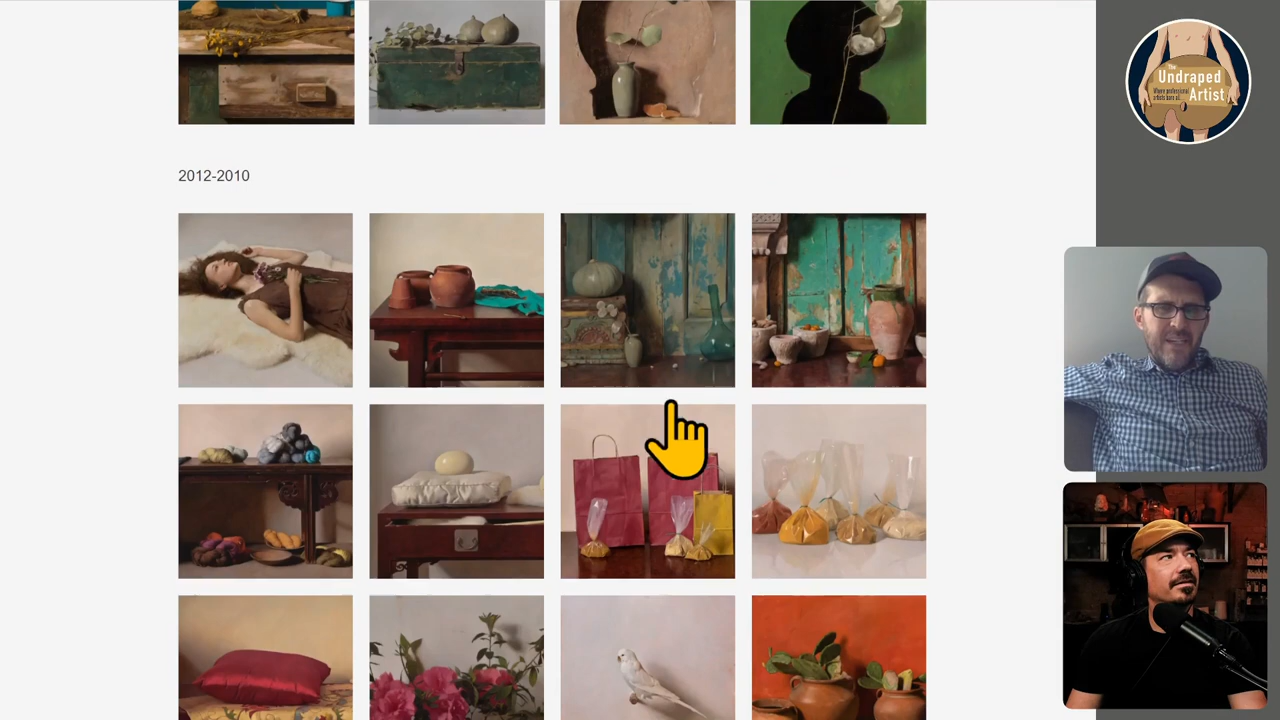 2012-2010
The
Undraped
Where professional
artists bare all.
Artist